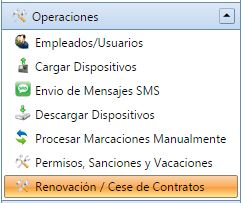 Operaciones
Empleados/Usuarios
Cargar Dispositivos
Envio de Mensajes SMS
Descargar Dispositivos
Procesar Marcaciones Manualmente
Permisos, Sanciones y Vacaciones
Renovación / Cese de Contratos